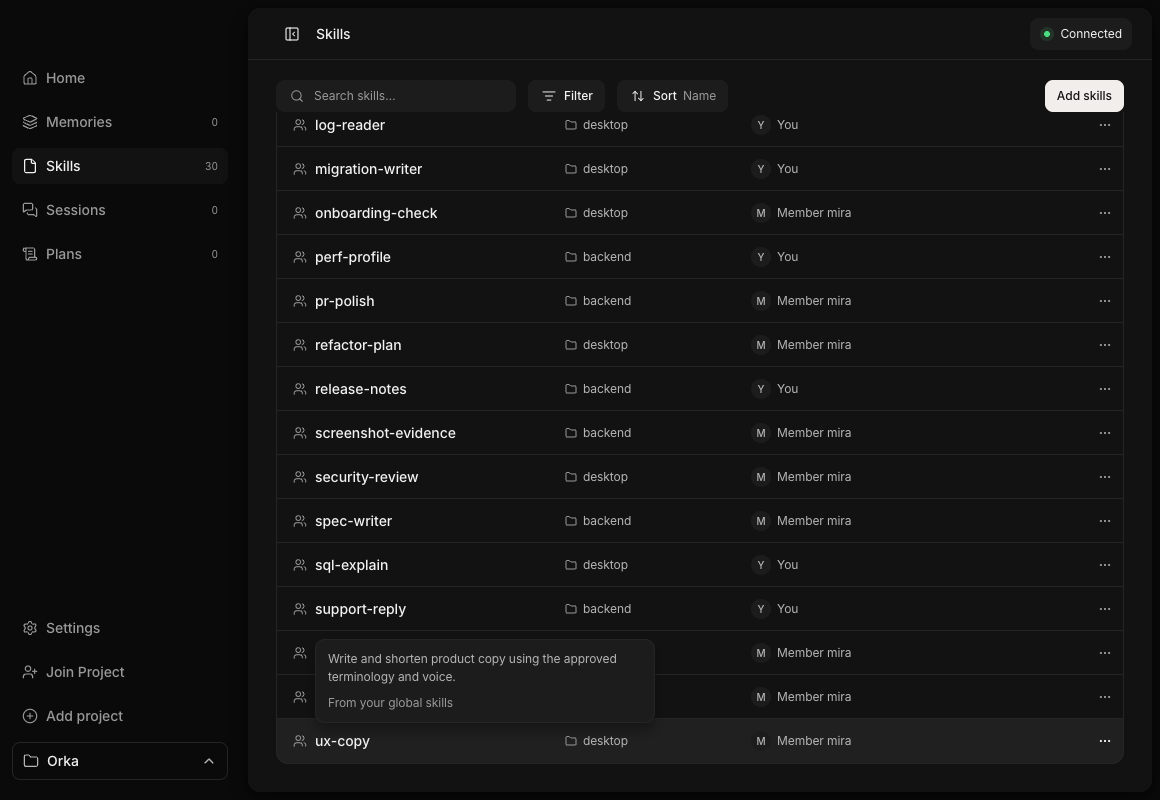 Skills
Connected
Home
Memories 0
Skills 30
Sessions 0
Plans 0
Settings
Join Project
Add project
Orka
Search skills...
Filter
Sort Name
Add skills
log-reader desktop Y You
migration-writer desktop Y You
onboarding-check desktop M Member mira
perf-profile backend Y You
pr-polish backend M Member mira
refactor-plan desktop M Member mira
release-notes backend Y You
screenshot-evidence backend M Member mira
security-review desktop M Member mira
spec-writer backend M Member mira
sql-explain desktop Y You
support-reply backend Y You
M Member mira
M Member mira
Write and shorten product copy using the approved
terminology and voice.
From your global skills
ux-copy desktop M Member mira